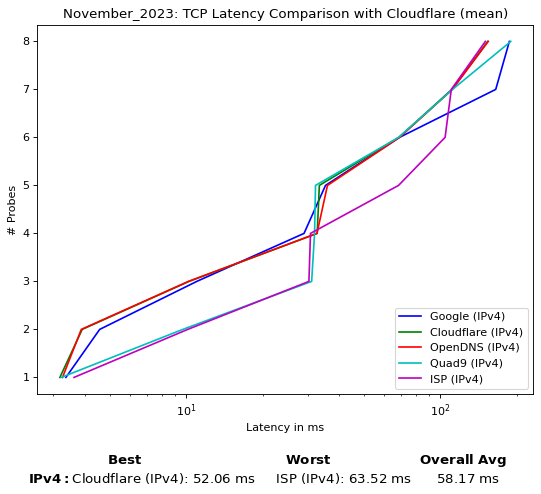 November_2023: TCP Latency Comparison with Cloudflare (mean)
# Probes
8
7
6
5
4
3
2
1
Google (IPv4)
Cloudflare (IPv4)
OpenDNS (IPv4)
Quad9 (IPv4)
ISP (IPv4)
10¹ 10²
Latency in ms
Best Worst Overall Avg
IPv4: Cloudflare (IPv4): 52.06 ms ISP (IPv4): 63.52 ms 58.17 ms